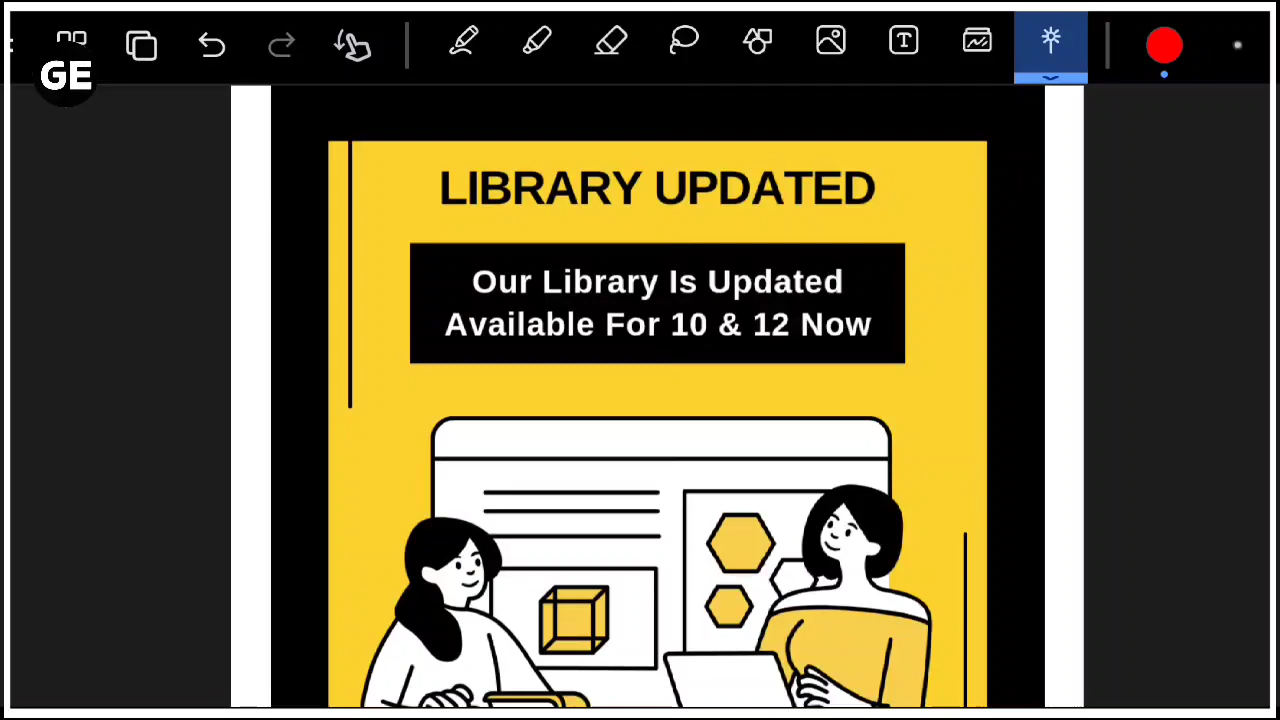 GE
LIBRARY UPDATED
Our Library Is Updated
Available For 10 & 12 Now